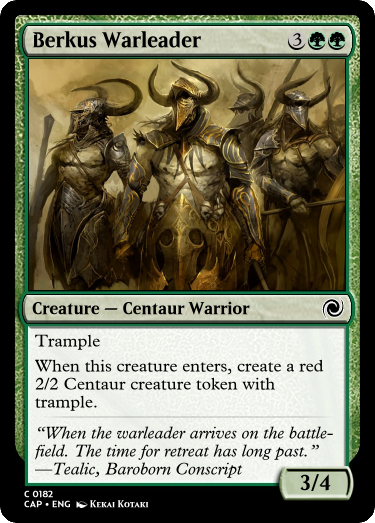 Berkus Warleader 3
Creature — Centaur Warrior
Trample
When this creature enters, create a red
2/2 Centaur creature token with
trample.
“When the warleader arrives on the battle-
field. The time for retreat has long past.”
—Tealic, Baroborn Conscript
3/4
C 0182
CAP • ENG Kekai Kotaki